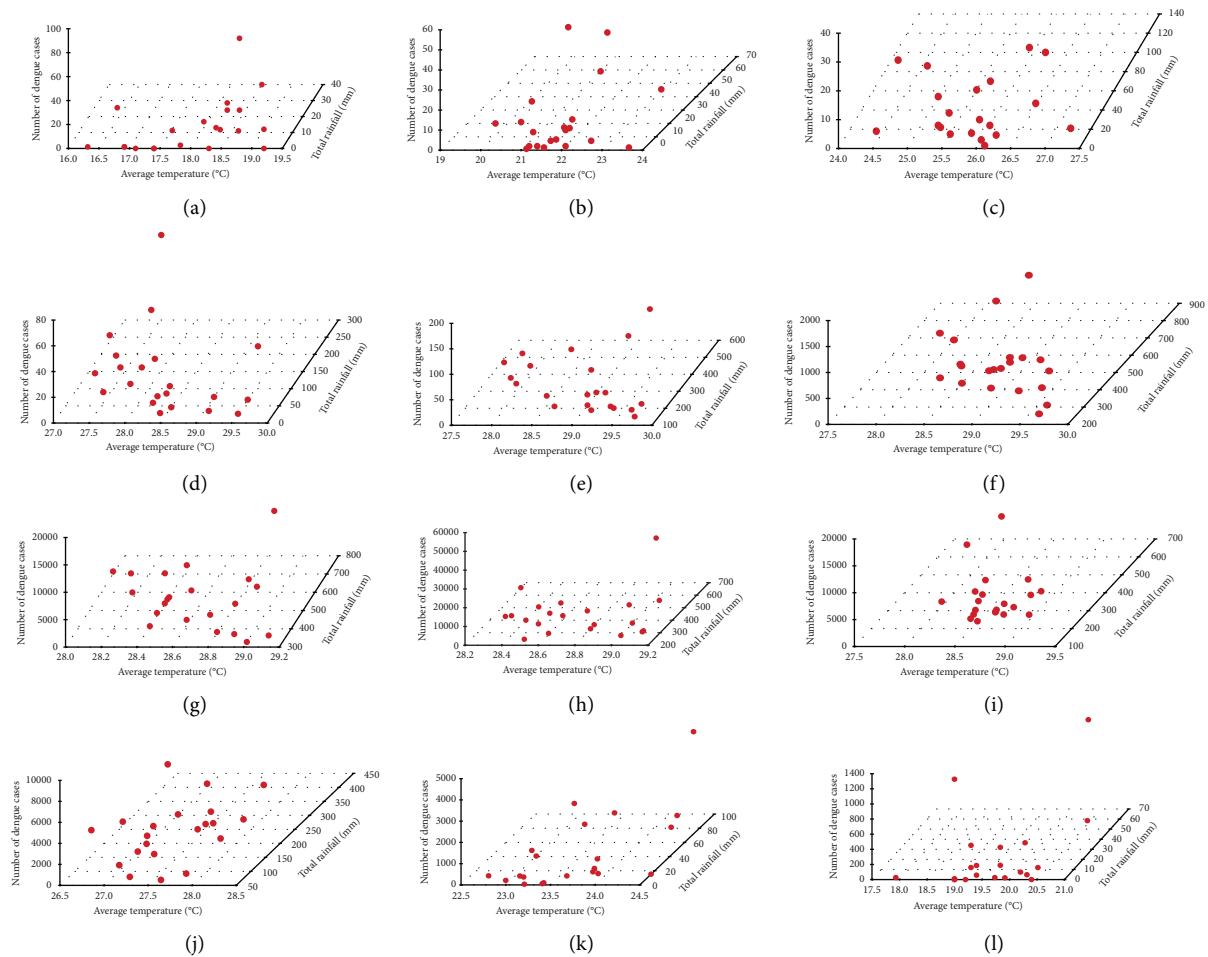 Number of dengue cases
100
80
60
40
20
0
16.0 16.5 17.0 17.5 18.0 18.5 19.0 19.5
Average temperature (°C)
0
10
20
30
40
Total rainfall (mm)
(a)
Number of dengue cases
60
50
40
30
20
10
0
19 20 21 22 23 24
Average temperature (°C)
0
10
20
30
40
50
60
70
Total rainfall (mm)
(b)
Number of dengue cases
40
30
20
10
0
24.0 24.5 25.0 25.5 26.0 26.5 27.0 27.5
Average temperature (°C)
0
20
40
60
80
100
120
140
Total rainfall (mm)
(c)
Number of dengue cases
80
60
40
20
0
27.0 27.5 28.0 28.5 29.0 29.5 30.0
Average temperature (°C)
0
50
100
150
200
250
300
Total rainfall (mm)
(d)
Number of dengue cases
200
150
100
50
0
27.5 28.0 28.5 29.0 29.5 30.0
Average temperature (°C)
100
200
300
400
500
600
Total rainfall (mm)
(e)
Number of dengue cases
2000
1500
1000
500
0
27.5 28.0 28.5 29.0 29.5 30.0
Average temperature (°C)
200
300
400
500
600
700
800
900
Total rainfall (mm)
(f)
Number of dengue cases
20000
15000
10000
5000
0
28.0 28.2 28.4 28.6 28.8 29.0 29.2
Average temperature (°C)
300
400
500
600
700
800
Total rainfall (mm)
(g)
Number of dengue cases
60000
50000
40000
30000
20000
10000
0
28.2 28.4 28.6 28.8 29.0 29.2
Average temperature (°C)
200
300
400
500
600
700
Total rainfall (mm)
(h)
Number of dengue cases
20000
15000
10000
5000
0
27.5 28.0 28.5 29.0 29.5
Average temperature (°C)
100
200
300
400
500
600
700
Total rainfall (mm)
(i)
Number of dengue cases
10000
8000
6000
4000
2000
0
26.5 27.0 27.5 28.0 28.5
Average temperature (°C)
50
100
150
200
250
300
350
400
450
Total rainfall (mm)
(j)
Number of dengue cases
5000
4000
3000
2000
1000
0
22.5 23.0 23.5 24.0 24.5
Average temperature (°C)
0
20
40
60
80
100
Total rainfall (mm)
(k)
Number of dengue cases
1400
1200
1000
800
600
400
200
0
17.5 18.0 18.5 19.0 19.5 20.0 20.5 21.0
Average temperature (°C)
0
10
20
30
40
50
60
70
Total rainfall (mm)
(l)